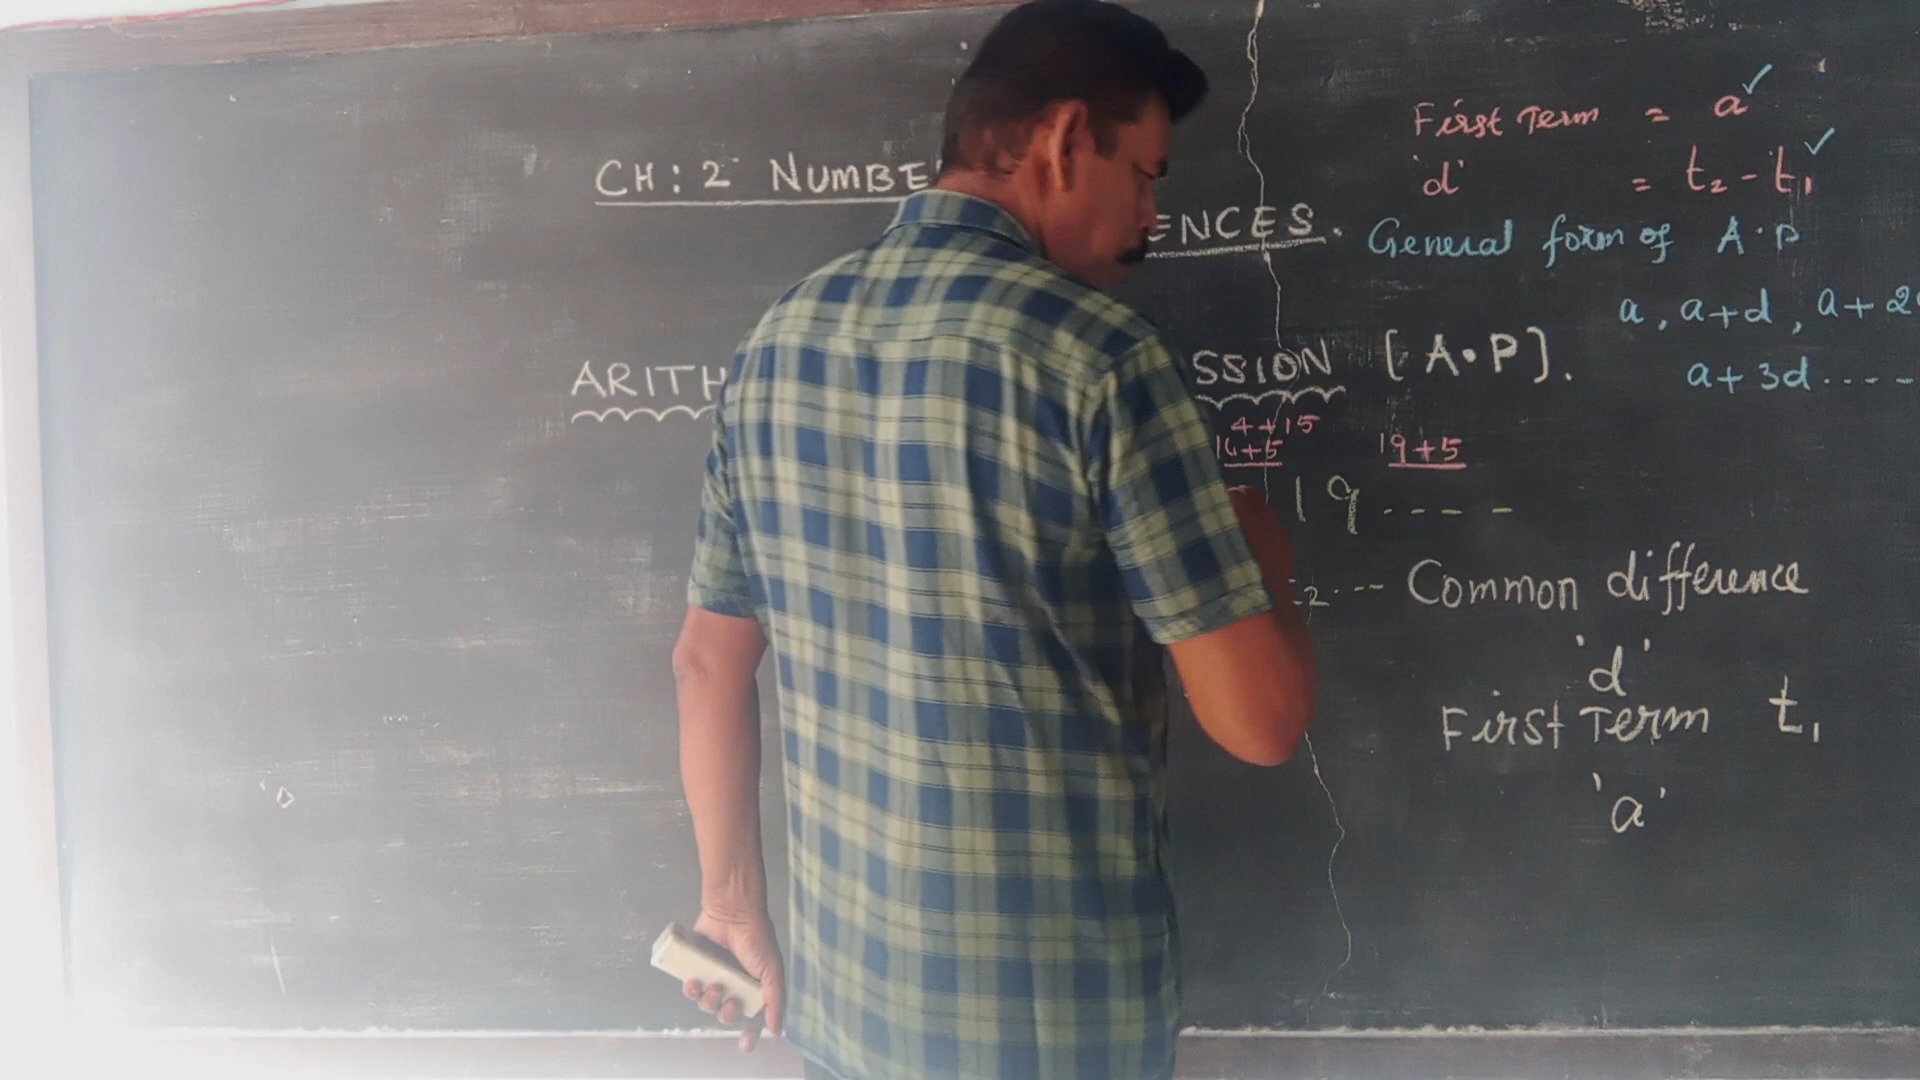 CH: 2 NUMBE
ENCES.
ARITH
SSION [A.P].
4+15
14+5 19+5
19 ....
2.... Common difference
'd'
First Term t₁
'a'
First Term = a ✓
'd' = t₂ - t₁ ✓
General form of A.P
a, a+d, a+2
a+3d.....